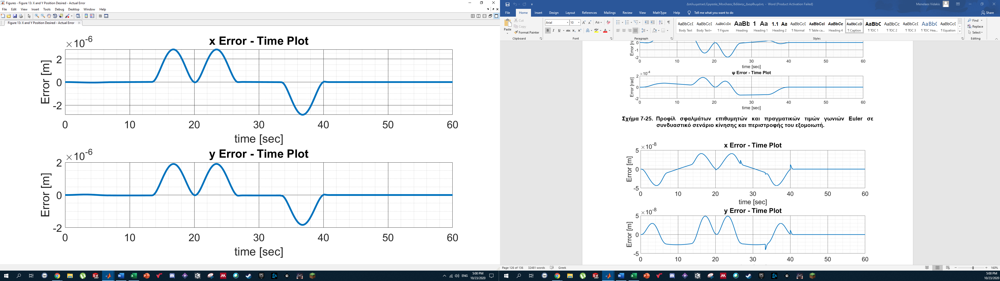 Figures - Figure 13: X and Y Position Desired - Actual Error
File Edit View Insert Tools Debug Desktop Window Help
Figure 13: X and Y Position Desired - Actual Error
×10-6
x Error - Time Plot
Error [m]
2
0
-2
0 10 20 30 40 50 60
time [sec]
×10-6
y Error - Time Plot
Error [m]
2
0
-2
0 10 20 30 40 50 60
time [sec]
5:00 PM
ENG
10/23/2020
Διπλωματική Εργασία_Μενέλαος Βιδάκης_Διορθωμένη - Word (Product Activation Failed)
Menelaos Vidakis
File Home Insert Design Layout References Mailings Review View MathType Help Tell me what you want to do
Share
Paste
Cut
Copy
Format Painter
Clipboard
Arial 10
Font
Paragraph
AaBbCcI AaBbCcI AaBbCcDc AaBb 1 Aa 1.1 Aa AaBbCcI AaBbCcI AaBbCc AaBbCcD AaBbC AaBbCc AaBbCcI AaBb( AaBbCcI
Body Text Body Text+ ¶ Figure Heading Heading 1 Heading 2 ¶ Normal ¶ Table ca... Heading 4 ¶ Caption ¶ TOC 1 ¶ TOC 2 ¶ TOC 3 ¶ TOC Hea... ¶ Equation
Styles
Find
Replace
Select
Editing
0
-1
-2
0 10 20 30 40 50 60
time [sec]
×10-4
ψ Error - Time Plot
Error [rad]
2
0
-2
0 10 20 30 40 50 60
time [sec]
Σχήμα 7-25. Προφίλ σφαλμάτων επιθυμητών και πραγματικών τιμών γωνιών Euler σε
συνδυαστικό σενάριο κίνησης και περιστροφής του εξομοιωτή.
×10-8
x Error - Time Plot
Error [m]
5
0
-5
0 10 20 30 40 50 60
time [sec]
×10-8
y Error - Time Plot
Error [m]
5
0
-5
0 10 20 30 40 50 60
Page 126 of 136 32481 words Greek
160%
5:00 PM
10/23/2020